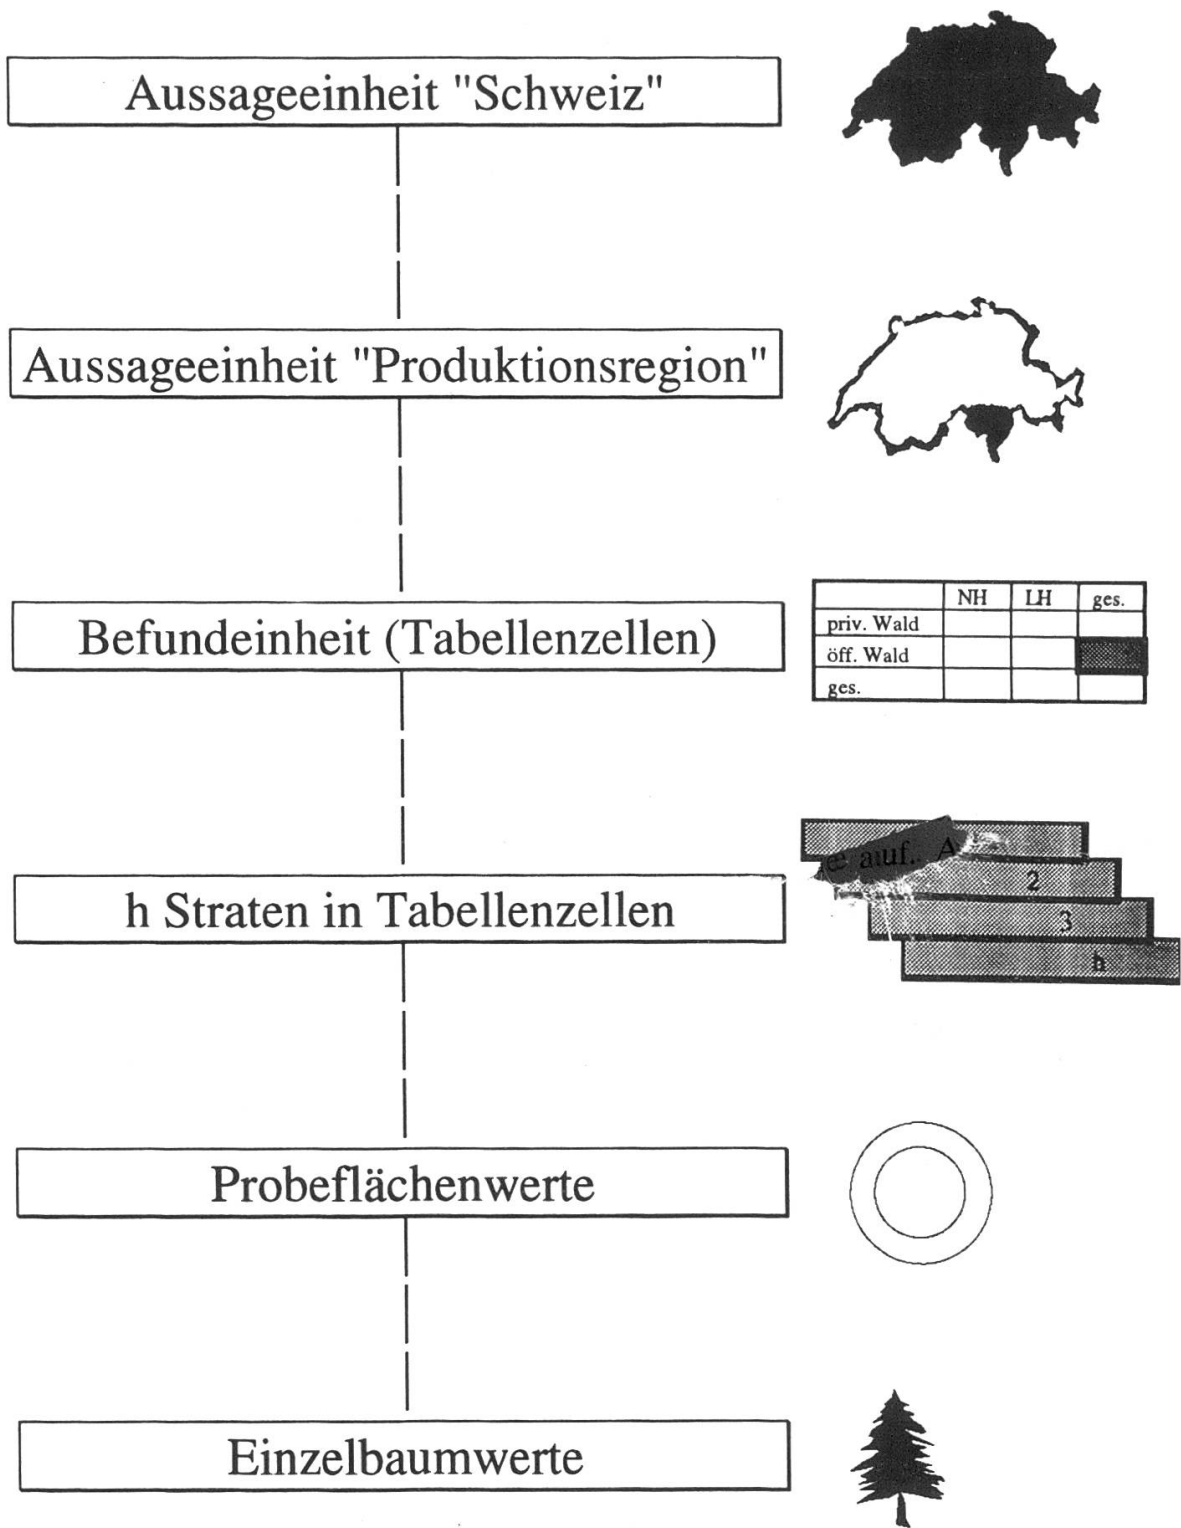 Aussageeinheit "Schweiz"
Aussageeinheit "Produktionsregion"
Befundeinheit (Tabellenzellen)
NH LH ges.
priv. Wald
öff. Wald
ges.
h Straten in Tabellenzellen
auf.. A
2
3
h
Probeflächenwerte
Einzelbaumwerte